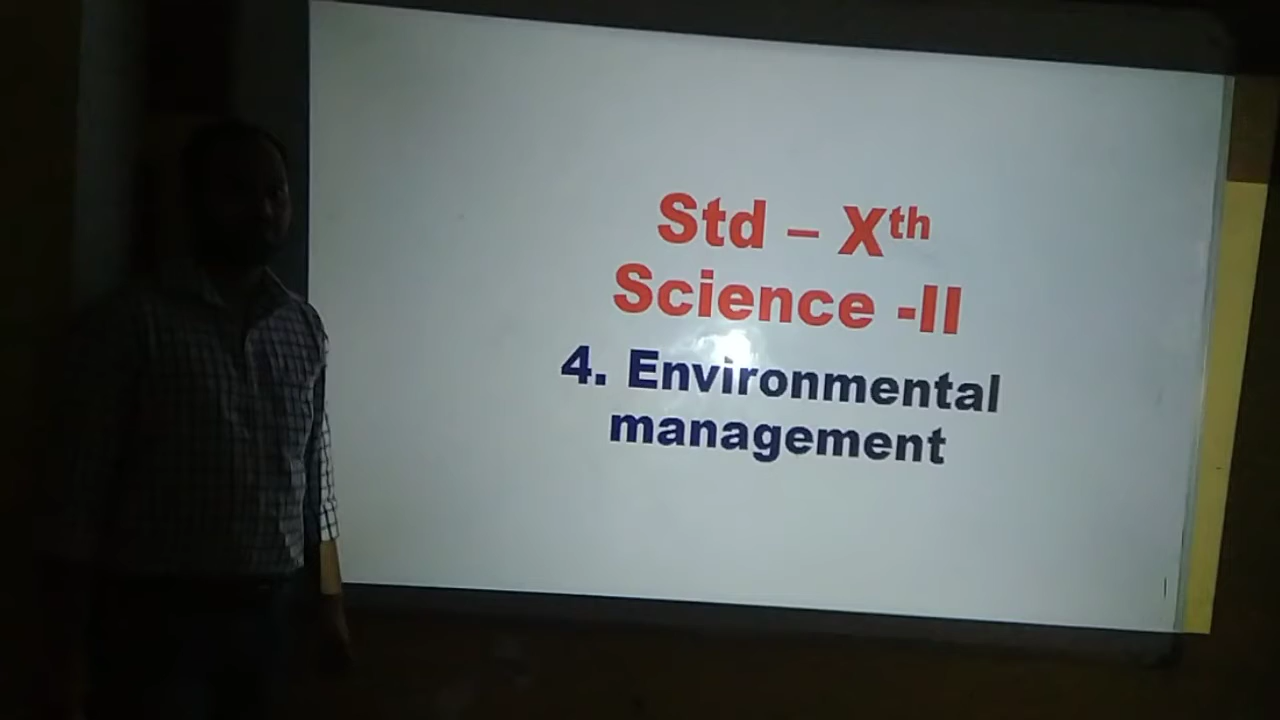 Std – Xth
Science -II
4. Environmental
management